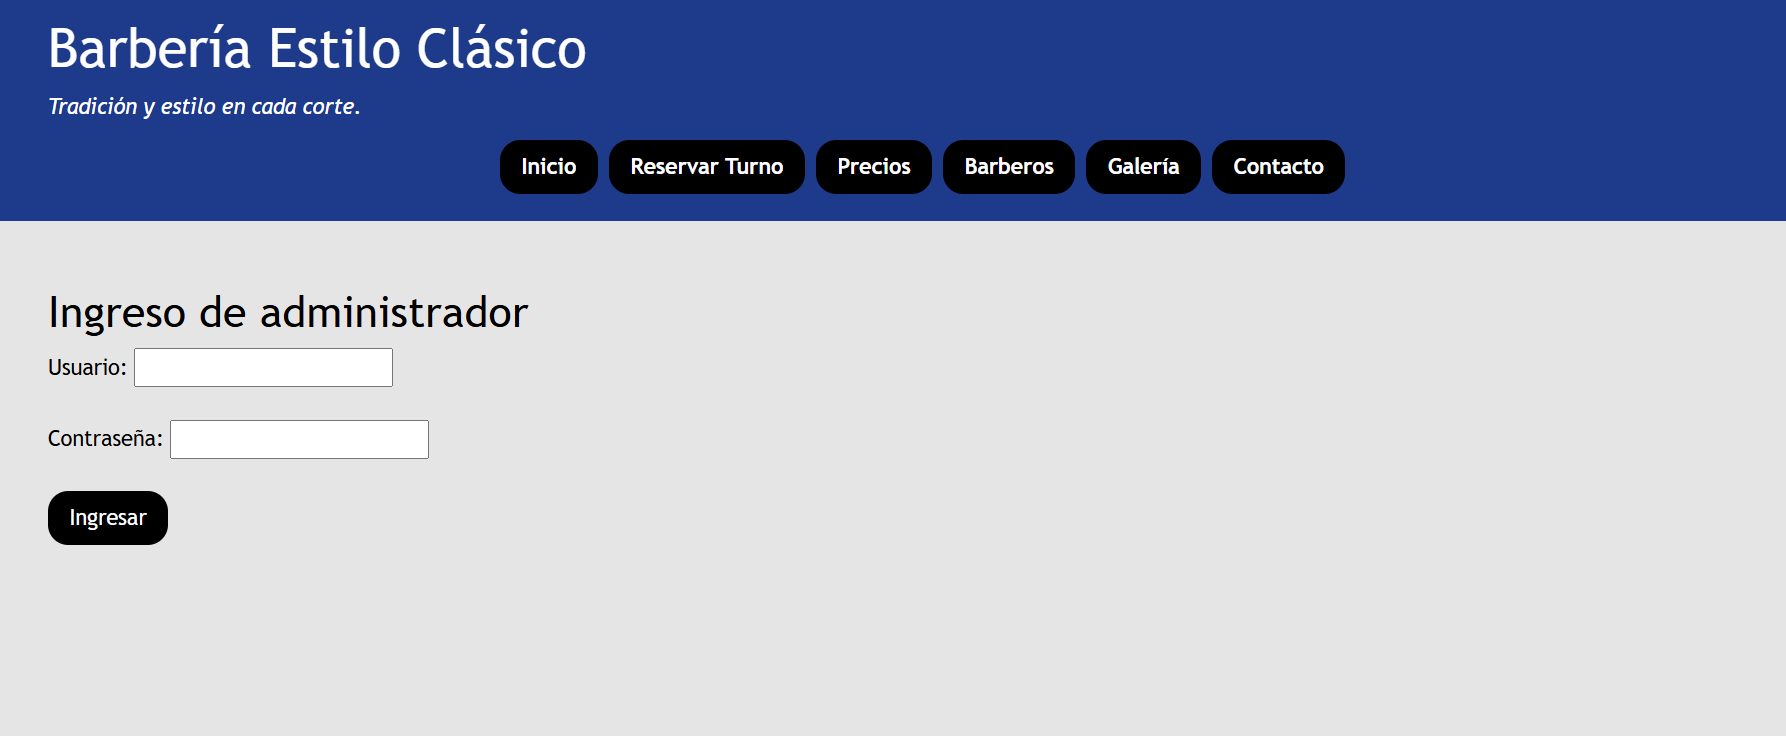 Barbería Estilo Clásico
Tradición y estilo en cada corte.
Inicio Reservar Turno Precios Barberos Galería Contacto
Ingreso de administrador
Usuario:
Contraseña:
Ingresar